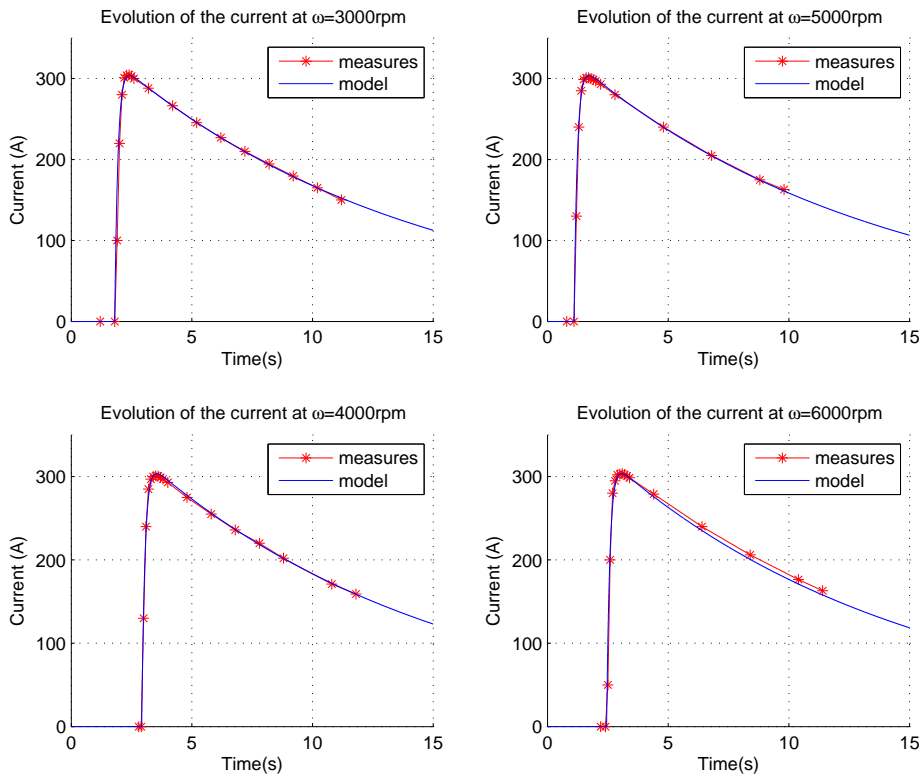 Evolution of the current at ω=3000rpm
300
200
100
0
Current (A)
measures
model
0
5
10
15
Time(s)
Evolution of the current at ω=5000rpm
300
200
100
0
Current (A)
measures
model
0
5
10
15
Time(s)
Evolution of the current at ω=4000rpm
300
200
100
0
Current (A)
measures
model
0
5
10
15
Time(s)
Evolution of the current at ω=6000rpm
300
200
100
0
Current (A)
measures
model
0
5
10
15
Time(s)